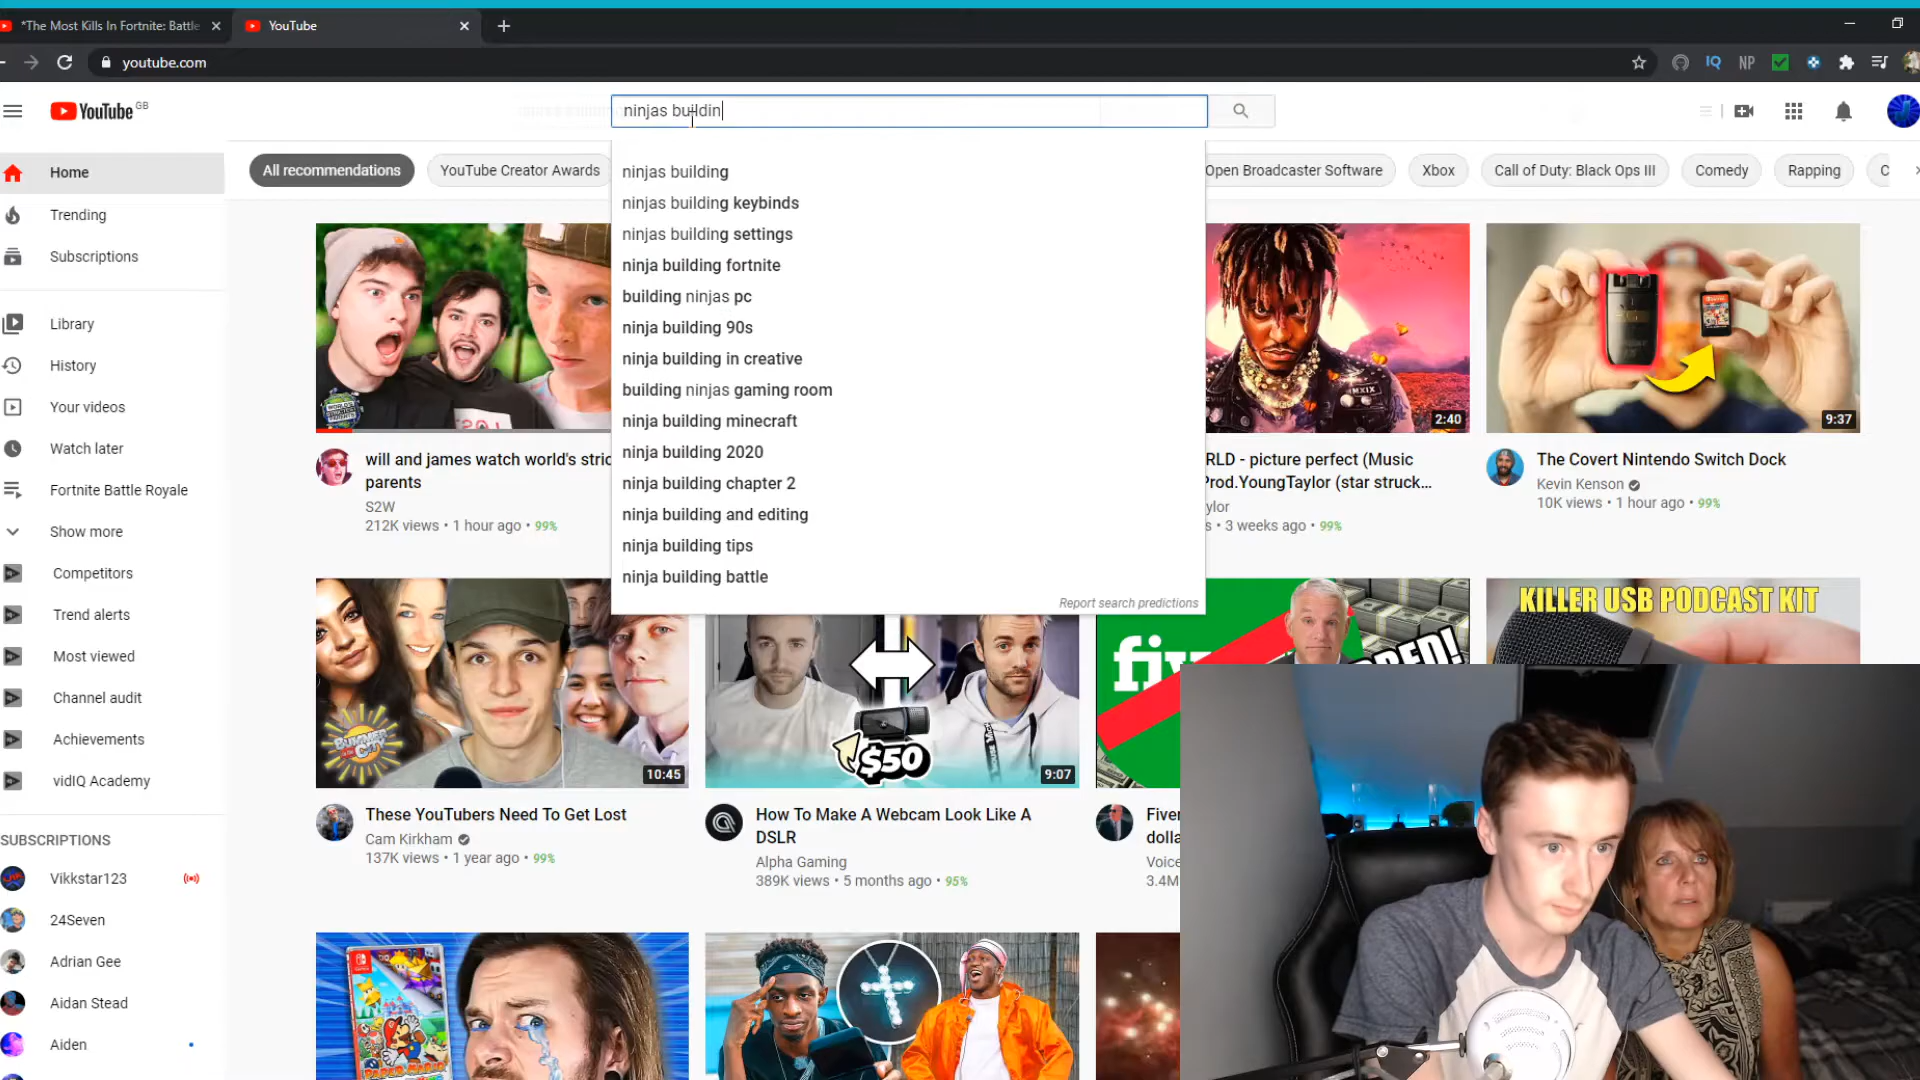 *The Most Kills In Fortnite: Battle
YouTube
youtube.com
IQ
NP
YouTube GB
ninjas buildin
ninjas building
ninjas building keybinds
ninjas building settings
ninja building fortnite
building ninjas pc
ninja building 90s
ninja building in creative
building ninjas gaming room
ninja building minecraft
ninja building 2020
ninja building chapter 2
ninja building and editing
ninja building tips
ninja building battle
Report search predictions
All recommendations
YouTube Creator Awards
Open Broadcaster Software
Xbox
Call of Duty: Black Ops III
Comedy
Rapping
C
Home
Trending
Subscriptions
Library
History
Your videos
Watch later
Fortnite Battle Royale
Show more
Competitors
Trend alerts
Most viewed
Channel audit
Achievements
vidIQ Academy
SUBSCRIPTIONS
Vikkstar123
24Seven
Adrian Gee
Aidan Stead
Aiden
will and james watch world's stric
parents
S2W
212K views • 1 hour ago • 99%
2:40
RLD - picture perfect (Music
Prod.YoungTaylor (star struck...
ylor
s • 3 weeks ago • 99%
9:37
The Covert Nintendo Switch Dock
Kevin Kenson
10K views • 1 hour ago • 99%
SUMMER
IN THE
CITY
10:45
These YouTubers Need To Get Lost
Cam Kirkham
137K views • 1 year ago • 99%
$50
9:07
How To Make A Webcam Look Like A
DSLR
Alpha Gaming
389K views • 5 months ago • 95%
Fiver
dolla
Voice
3.4M
KILLER USB PODCAST KIT
PAPER MARIO